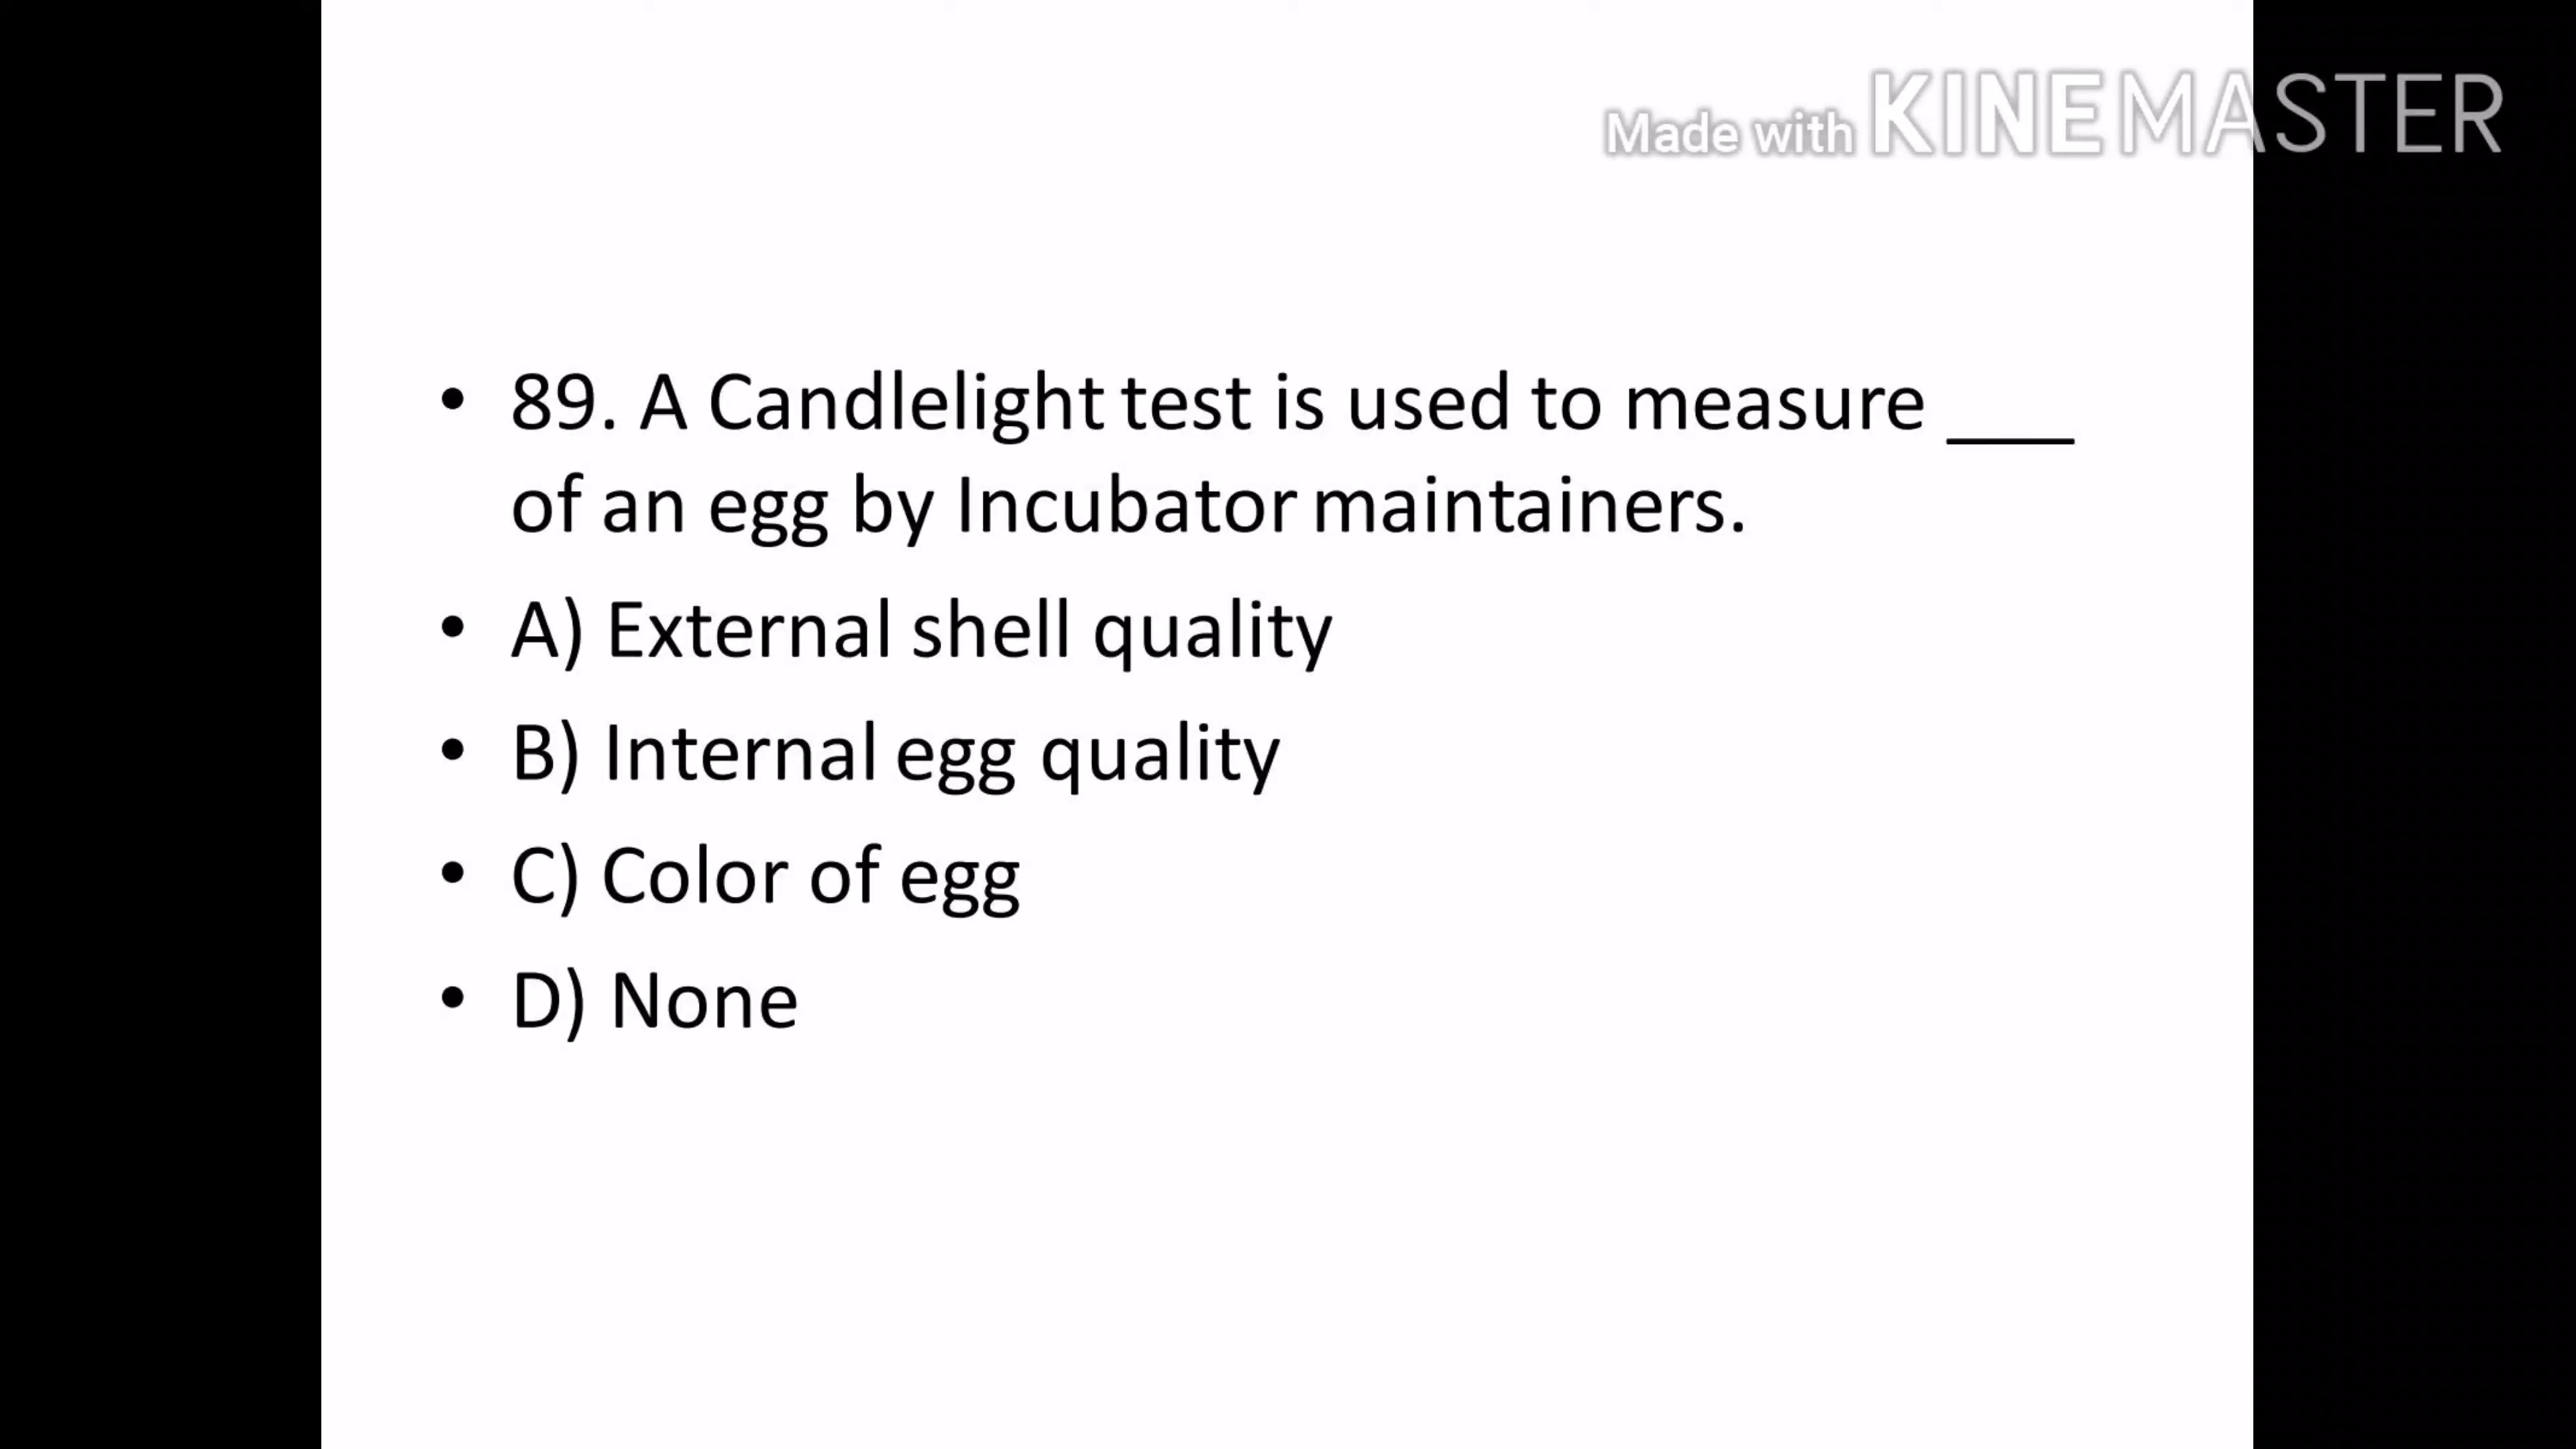 Made with KINEMASTER
• 89. A Candlelight test is used to measure ___
of an egg by Incubator maintainers.
• A) External shell quality
• B) Internal egg quality
• C) Color of egg
• D) None